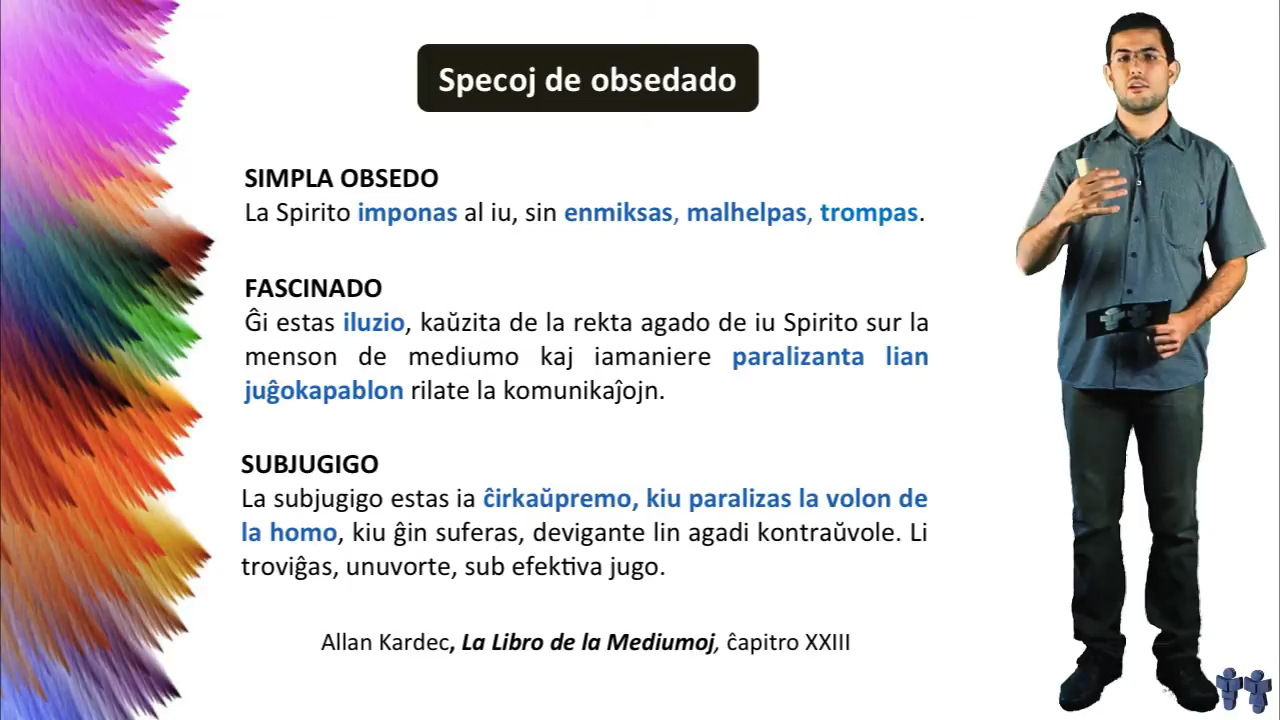 Specoj de obsedado
SIMPLA OBSEDO
La Spirito imponas al iu, sin enmiksas, malhelpas, trompas.
FASCINADO
Ĝi estas iluzio, kaŭzita de la rekta agado de iu Spirito sur la
menson de mediumo kaj iamaniere paralizanta lian
juĝokapablon rilate la komunikaĵojn.
SUBJUGIGO
La subjugigo estas ia ĉirkaŭpremo, kiu paralizas la volon de
la homo, kiu ĝin suferas, devigante lin agadi kontraŭvole. Li
troviĝas, unuvorte, sub efektiva jugo.
Allan Kardec, La Libro de la Mediumoj, ĉapitro XXIII